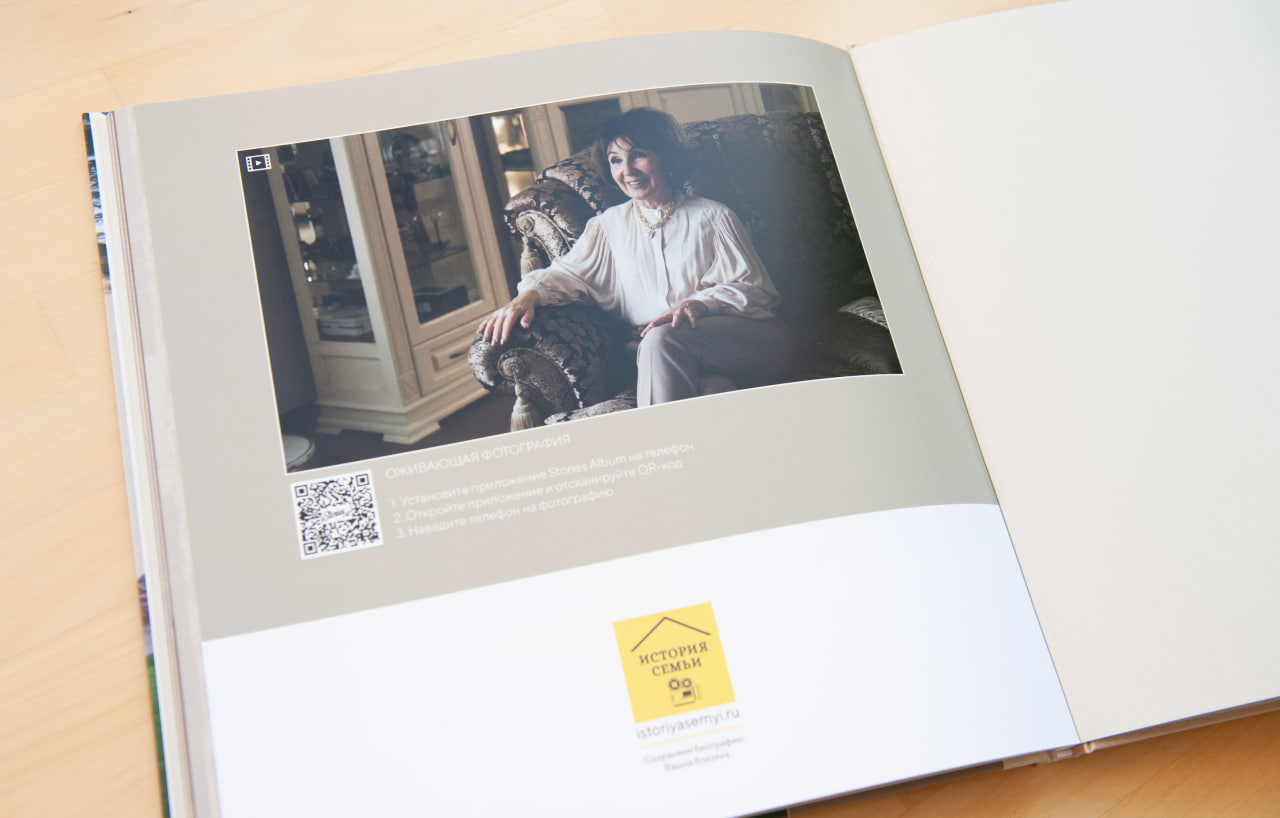 ОЖИВАЮЩАЯ ФОТОГРАФИЯ
1. Установите приложение Stories Album на телефон
2. Откройте приложение и отсканируйте QR-код
3. Наведите телефон на фотографию
ИСТОРИЯ
СЕМЬИ
istoriyasemyi.ru
Сохраняем биографию
Ваших близких